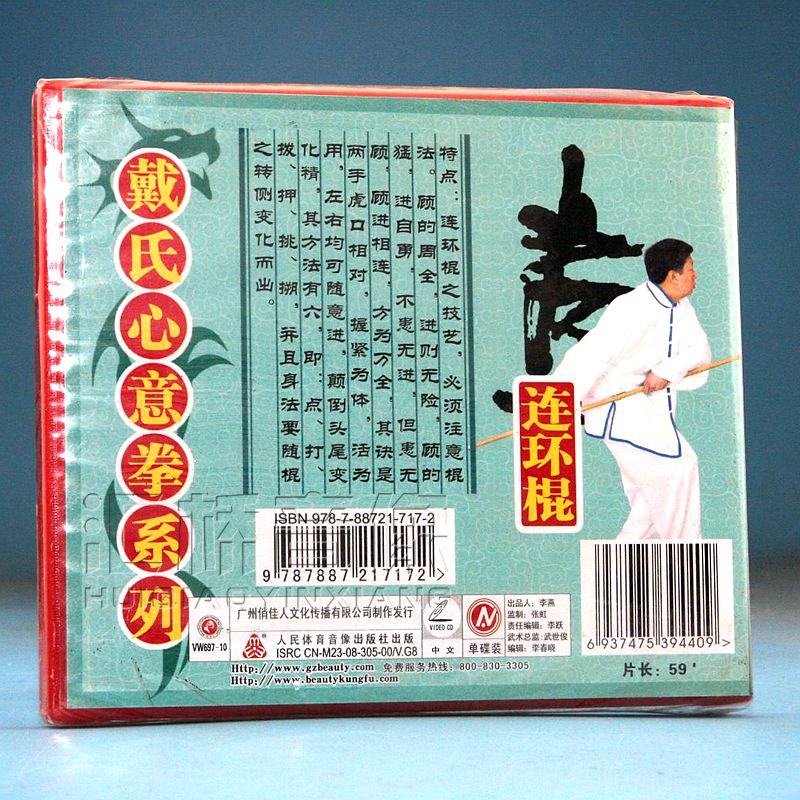 戴氏心意拳系列
特点：连环棍之技艺，必须注意棍
法。顾的周全，进则无险，顾的
猛，进自勇，不患无进，但患无
顾，顾进相连，方为万全，其诀是
两手虎口相对，握紧为体，活为
用，左右均可随意进，颠倒头尾变
化精，其方法有六，即：点、打、
拨、押、挑、搠，并且身法要随棍
之转侧变化而出。
连环棍
ISBN 978-7-88721-717-2
9 787887 217172 >
6 937475 394409 >
片长：59'
VW697-10
广州俏佳人文化传播有限公司制作发行
人民体育音像出版社出版
ISRC CN-M23-08-305-00/V.G8
VIDEO CD
中文
N
单碟装
出品人：李燕
监制：张虹
责任编辑：李跃
武术总监：武世俊
编辑：李春晓
Http://www.gzbeauty.com 免费服务热线：800-830-3305
Http://www.beautykungfu.com
HUIQIAOYINXIANG